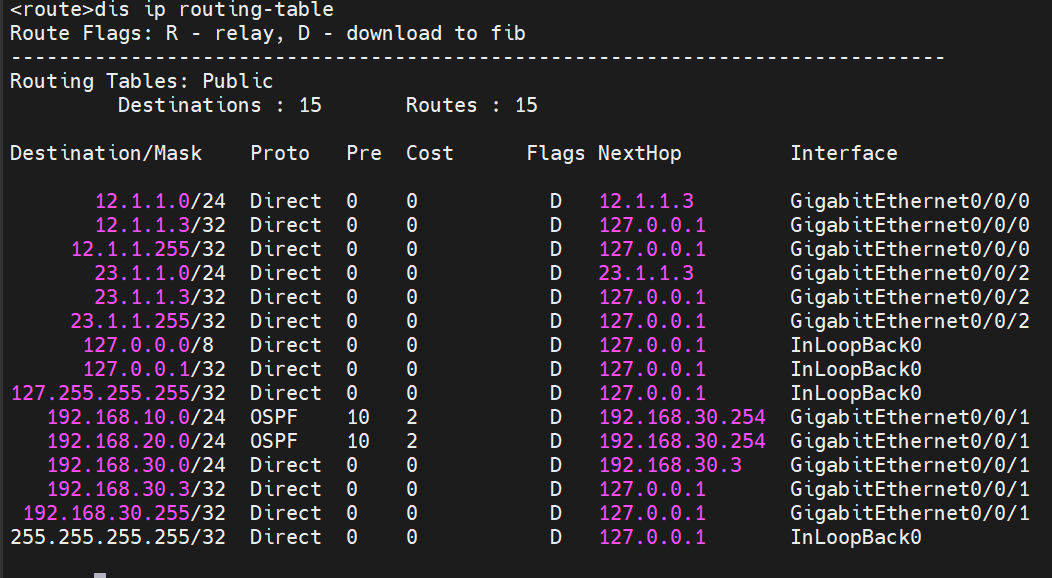 <route>dis ip routing-table
Route Flags: R - relay, D - download to fib
------------------------------------------------------------------------------
Routing Tables: Public
         Destinations : 15       Routes : 15

Destination/Mask    Proto   Pre  Cost      Flags NextHop         Interface

       12.1.1.0/24  Direct  0    0           D   12.1.1.3        GigabitEthernet0/0/0
       12.1.1.3/32  Direct  0    0           D   127.0.0.1       GigabitEthernet0/0/0
     12.1.1.255/32  Direct  0    0           D   127.0.0.1       GigabitEthernet0/0/0
       23.1.1.0/24  Direct  0    0           D   23.1.1.3        GigabitEthernet0/0/2
       23.1.1.3/32  Direct  0    0           D   127.0.0.1       GigabitEthernet0/0/2
     23.1.1.255/32  Direct  0    0           D   127.0.0.1       GigabitEthernet0/0/2
      127.0.0.0/8   Direct  0    0           D   127.0.0.1       InLoopBack0
      127.0.0.1/32  Direct  0    0           D   127.0.0.1       InLoopBack0
127.255.255.255/32  Direct  0    0           D   127.0.0.1       InLoopBack0
   192.168.10.0/24  OSPF    10   2           D   192.168.30.254  GigabitEthernet0/0/1
   192.168.20.0/24  OSPF    10   2           D   192.168.30.254  GigabitEthernet0/0/1
   192.168.30.0/24  Direct  0    0           D   192.168.30.3    GigabitEthernet0/0/1
   192.168.30.3/32  Direct  0    0           D   127.0.0.1       GigabitEthernet0/0/1
 192.168.30.255/32  Direct  0    0           D   127.0.0.1       GigabitEthernet0/0/1
255.255.255.255/32  Direct  0    0           D   127.0.0.1       InLoopBack0